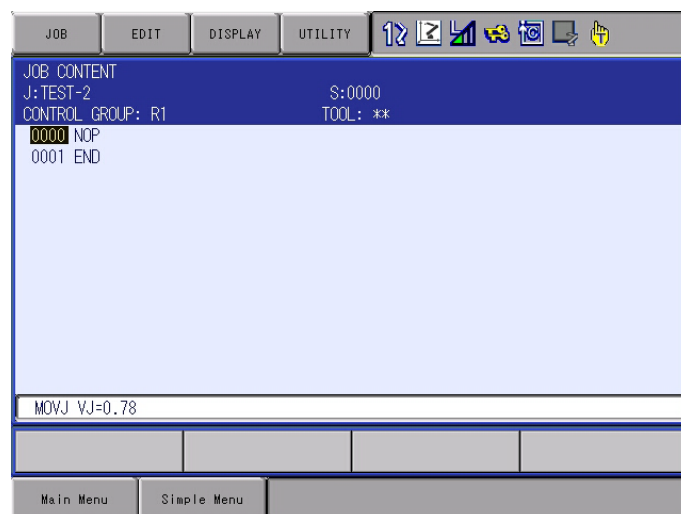 JOB EDIT DISPLAY UTILITY
JOB CONTENT
J:TEST-2 S:0000
CONTROL GROUP: R1 TOOL: **
0000 NOP
0001 END
MOVJ VJ=0.78
Main Menu Simple Menu